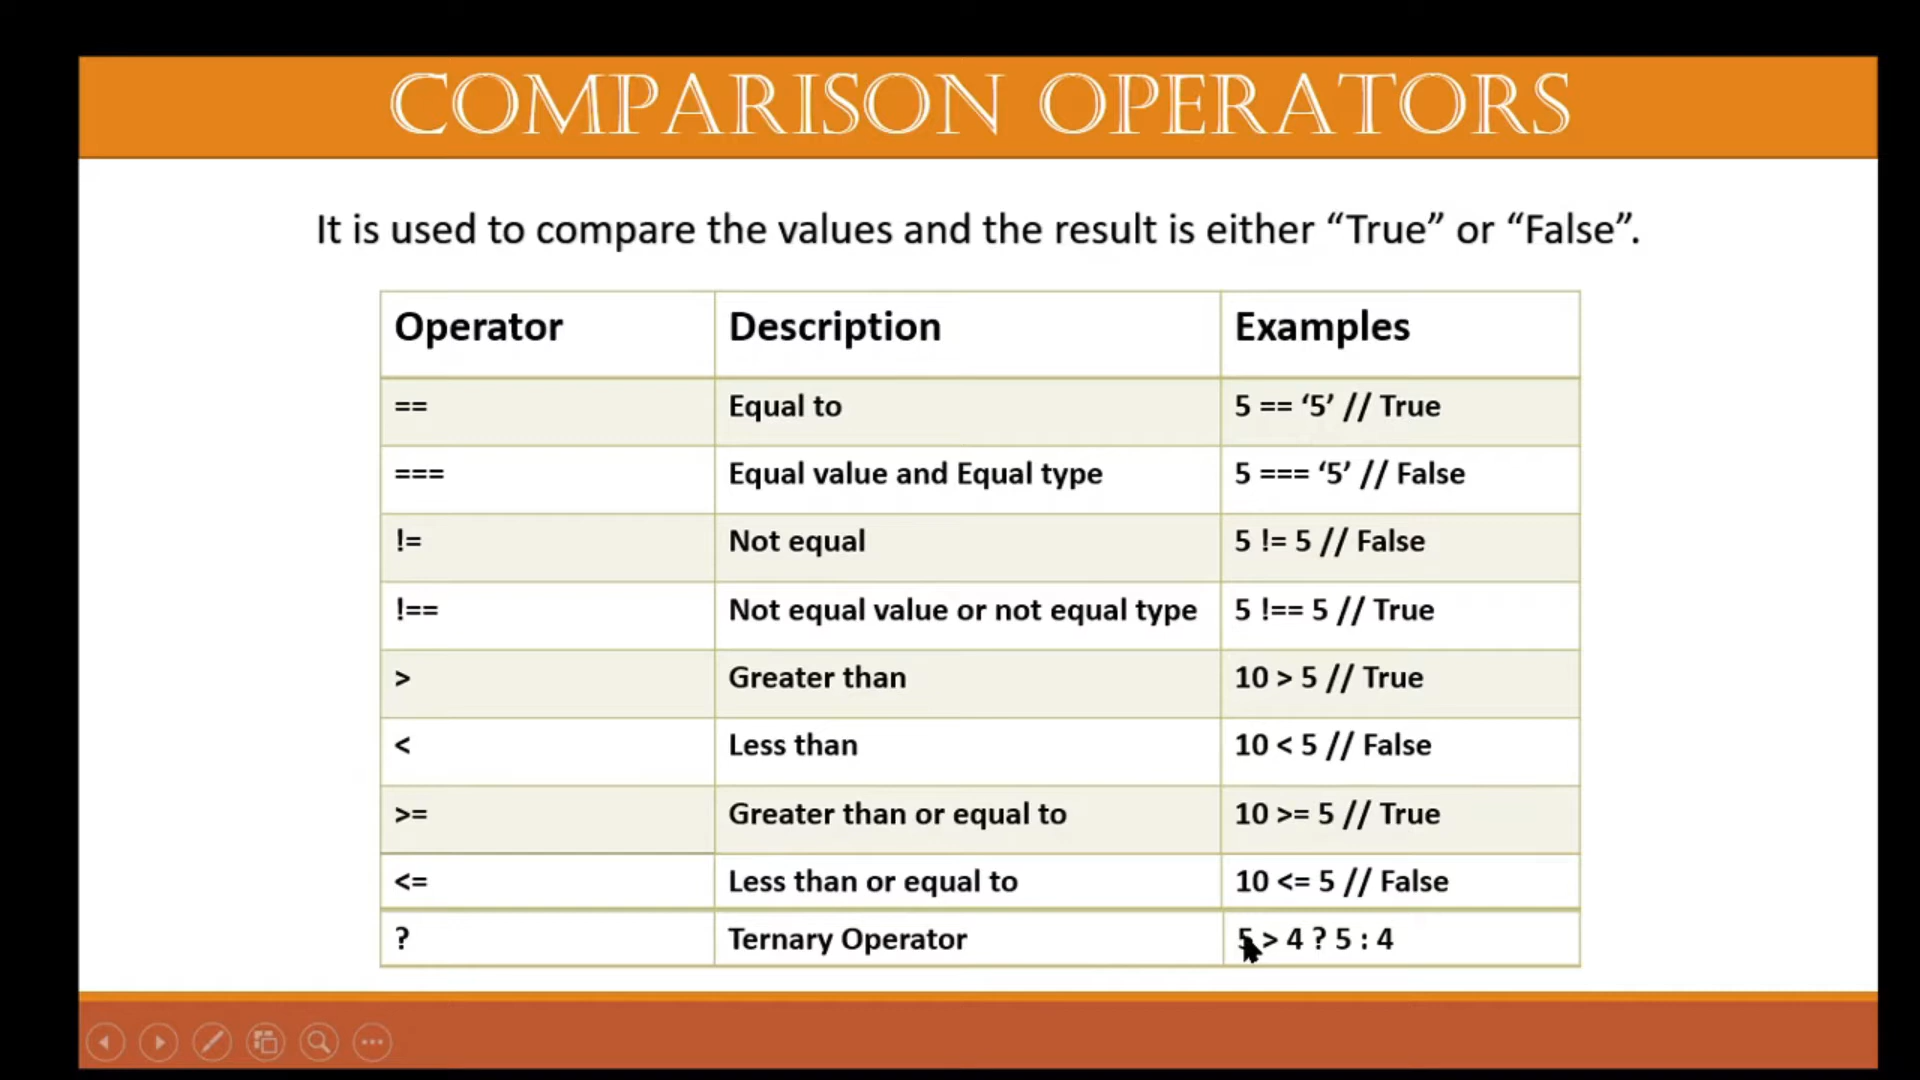 COMPARISON OPERATORS
It is used to compare the values and the result is either “True” or “False”.
Operator Description Examples
== Equal to 5 == ‘5’ // True
=== Equal value and Equal type 5 === ‘5’ // False
!= Not equal 5 != 5 // False
!== Not equal value or not equal type 5 !== 5 // True
> Greater than 10 > 5 // True
< Less than 10 < 5 // False
>= Greater than or equal to 10 >= 5 // True
<= Less than or equal to 10 <= 5 // False
? Ternary Operator 5 > 4 ? 5 : 4